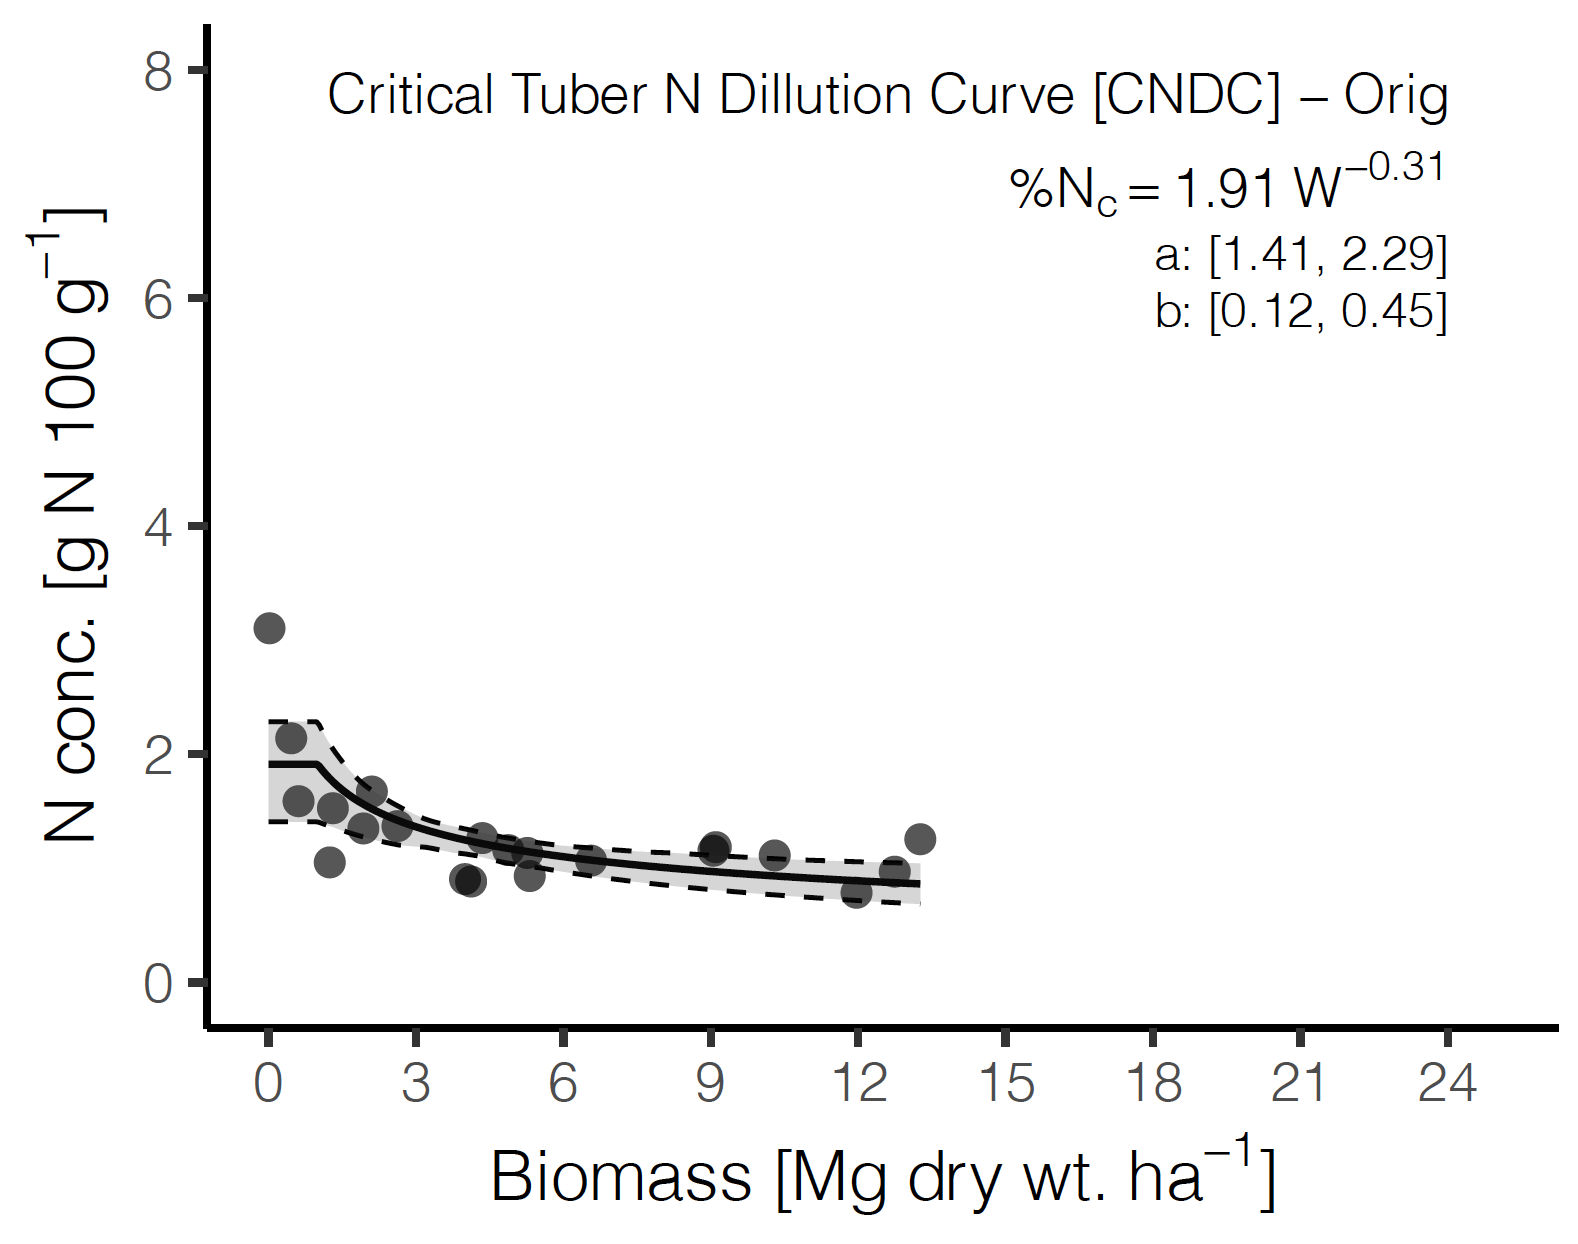 Critical Tuber N Dillution Curve [CNDC] – Orig
%Nc = 1.91 W−0.31
a: [1.41, 2.29]
b: [0.12, 0.45]
N conc. [g N 100 g−1]
8
6
4
2
0
0 3 6 9 12 15 18 21 24
Biomass [Mg dry wt. ha−1]